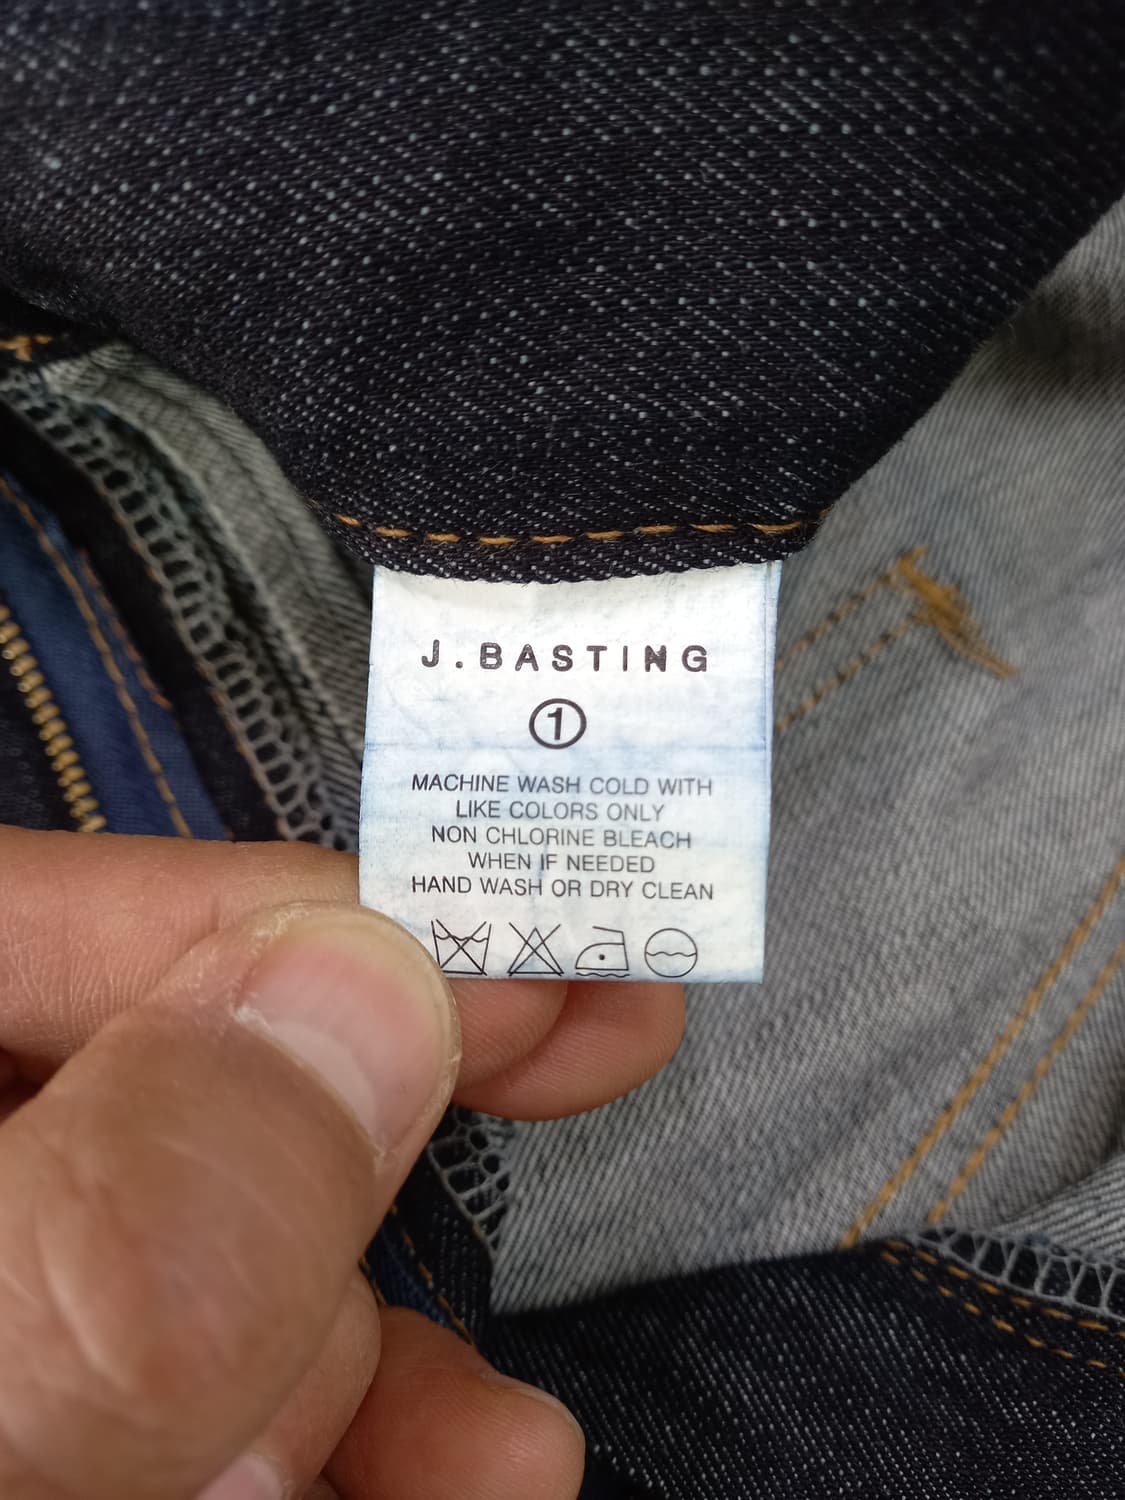 J.BASTING
1
MACHINE WASH COLD WITH
LIKE COLORS ONLY
NON CHLORINE BLEACH
WHEN IF NEEDED
HAND WASH OR DRY CLEAN